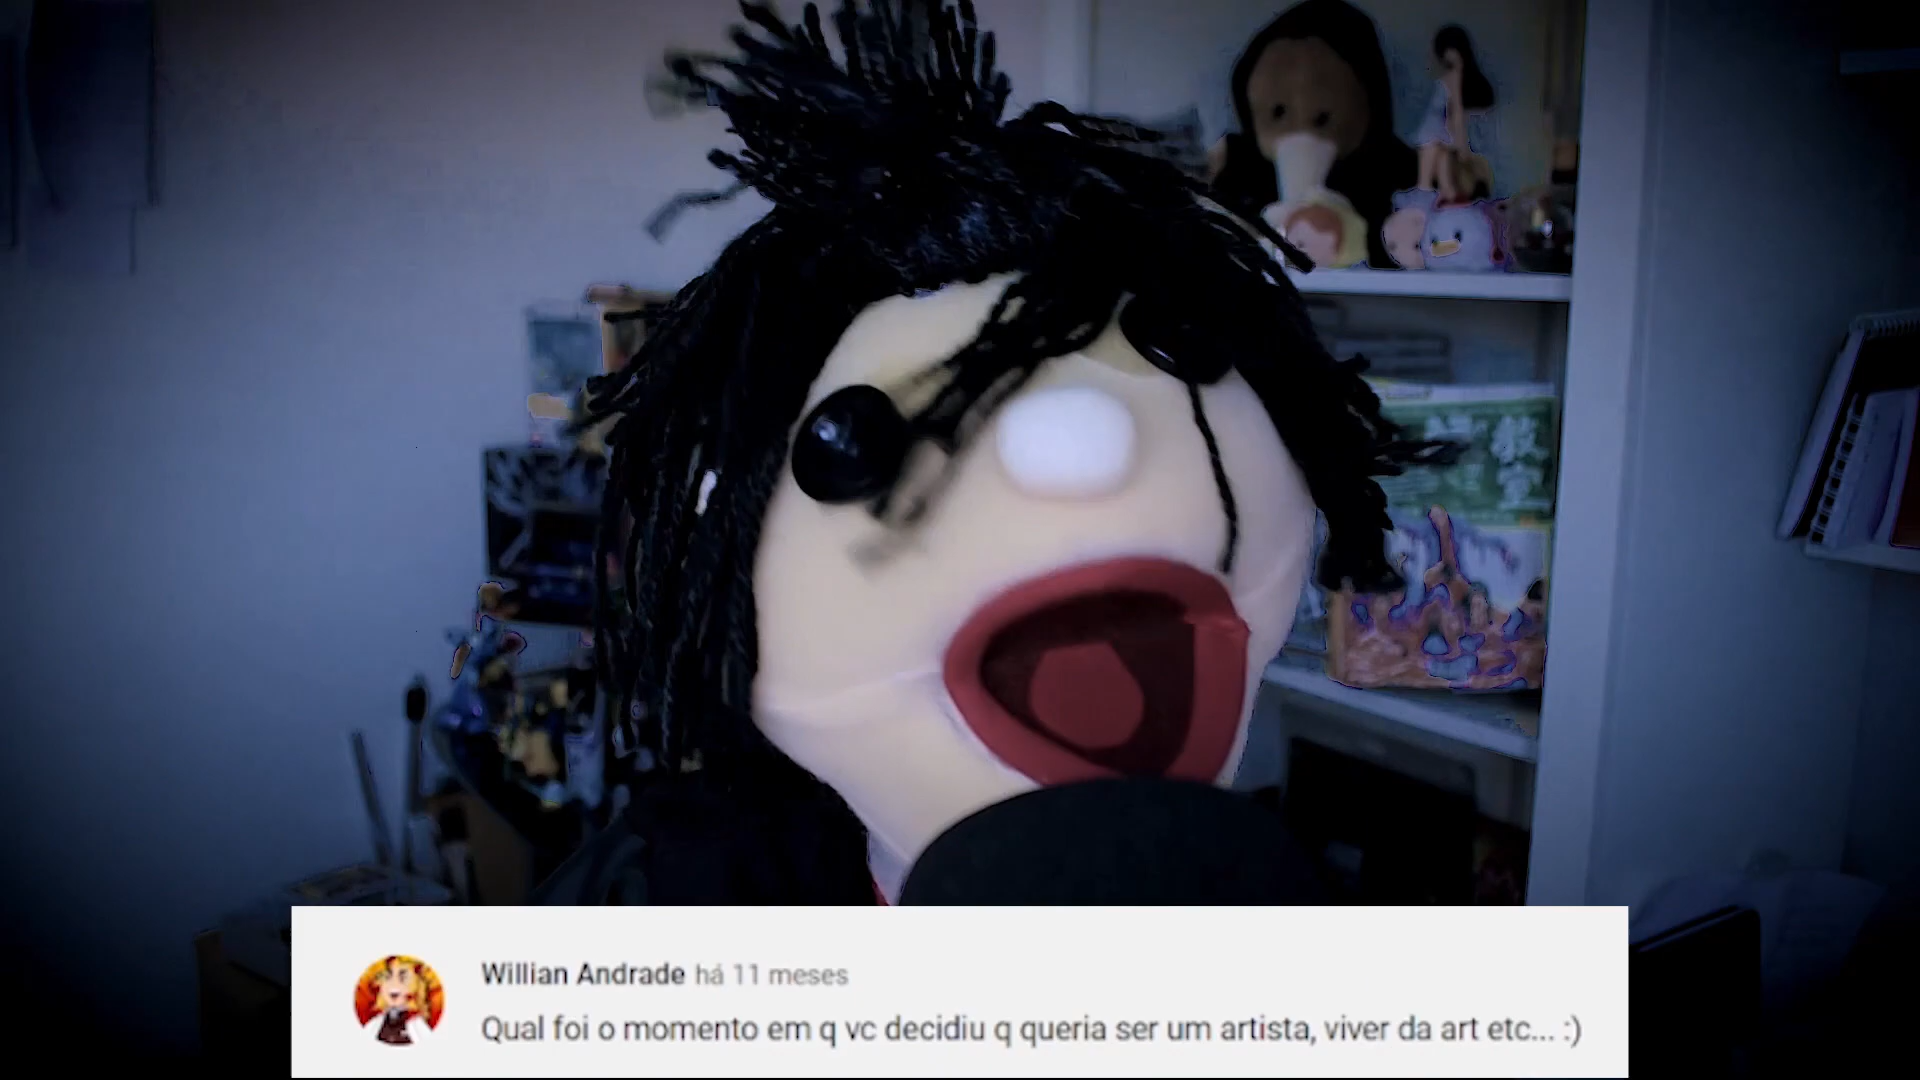 Willian Andrade há 11 meses
Qual foi o momento em q vc decidiu q queria ser um artista, viver da art etc... :)